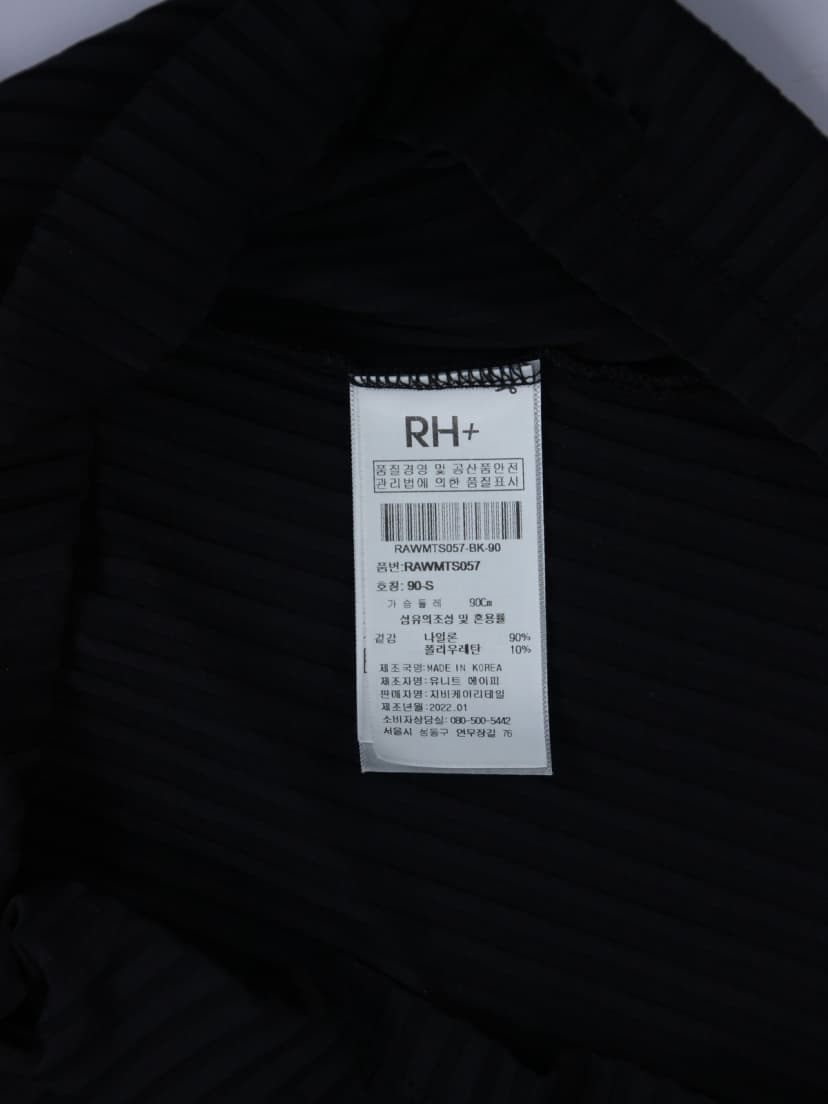 RH+
품질경영 및 공산품안전
관리법에 의한 품질표시
RAWMTS057-BK-90
품번:RAWMTS057
호칭: 90-S
가슴둘레 90Cm
섬유의조성 및 혼용률
겉감 나일론 90%
폴리우레탄 10%
제조국명:MADE IN KOREA
제조자명:유니트 에이피
판매자명:지비케이리테일
제조년월:2022.01
소비자상담실: 080-500-5442
서울시 성동구 연무장길 76